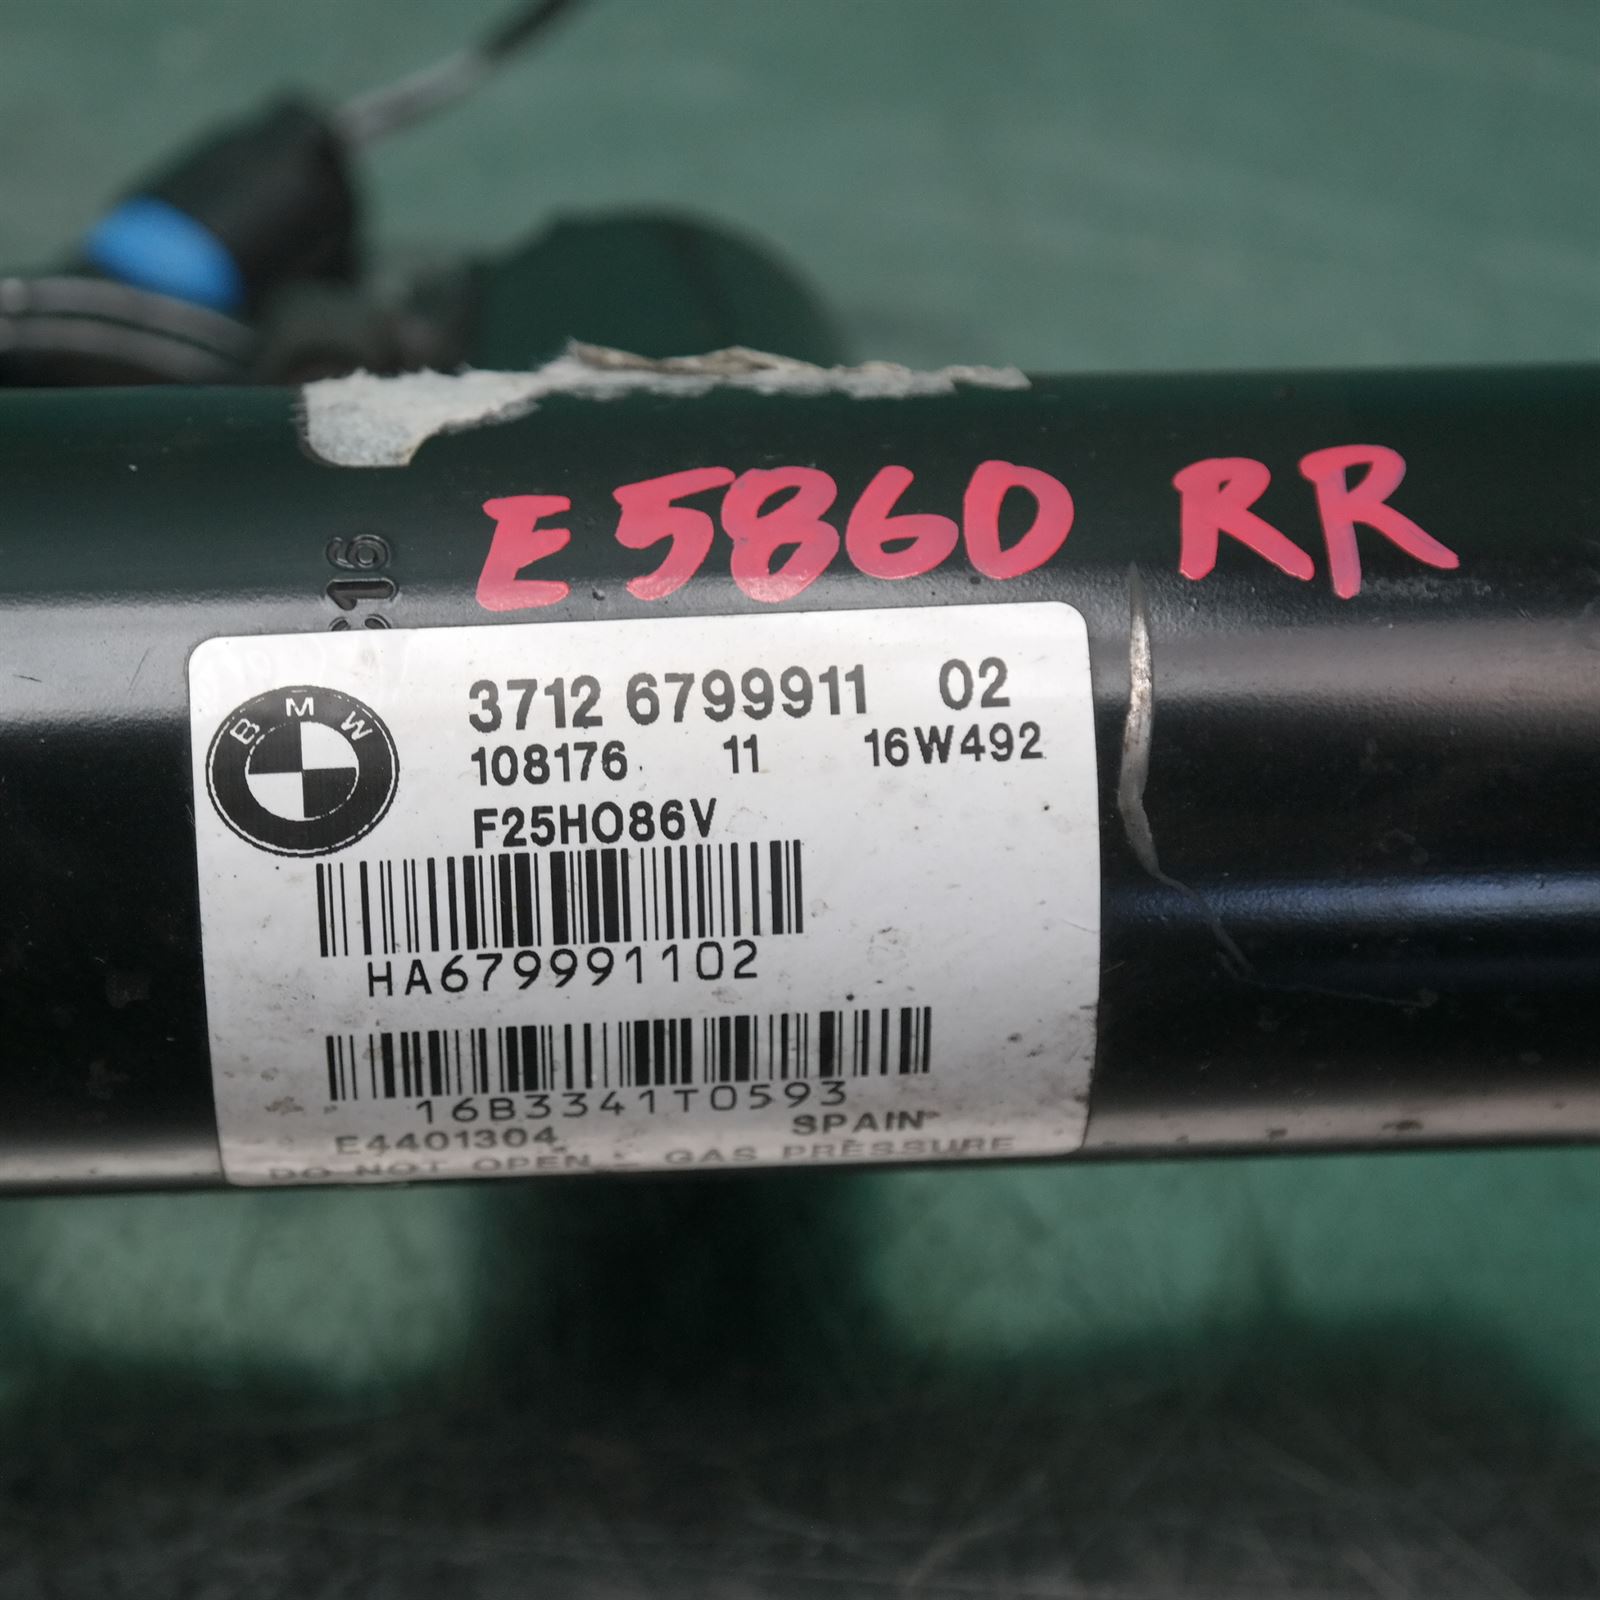 E5860 RR
C16
BMW
3712 6799911 02
108176 11 16W492
F25HO86V
HA679991102
16B3341T0593
E4401304 SPAIN
DO NOT OPEN - GAS PRESSURE